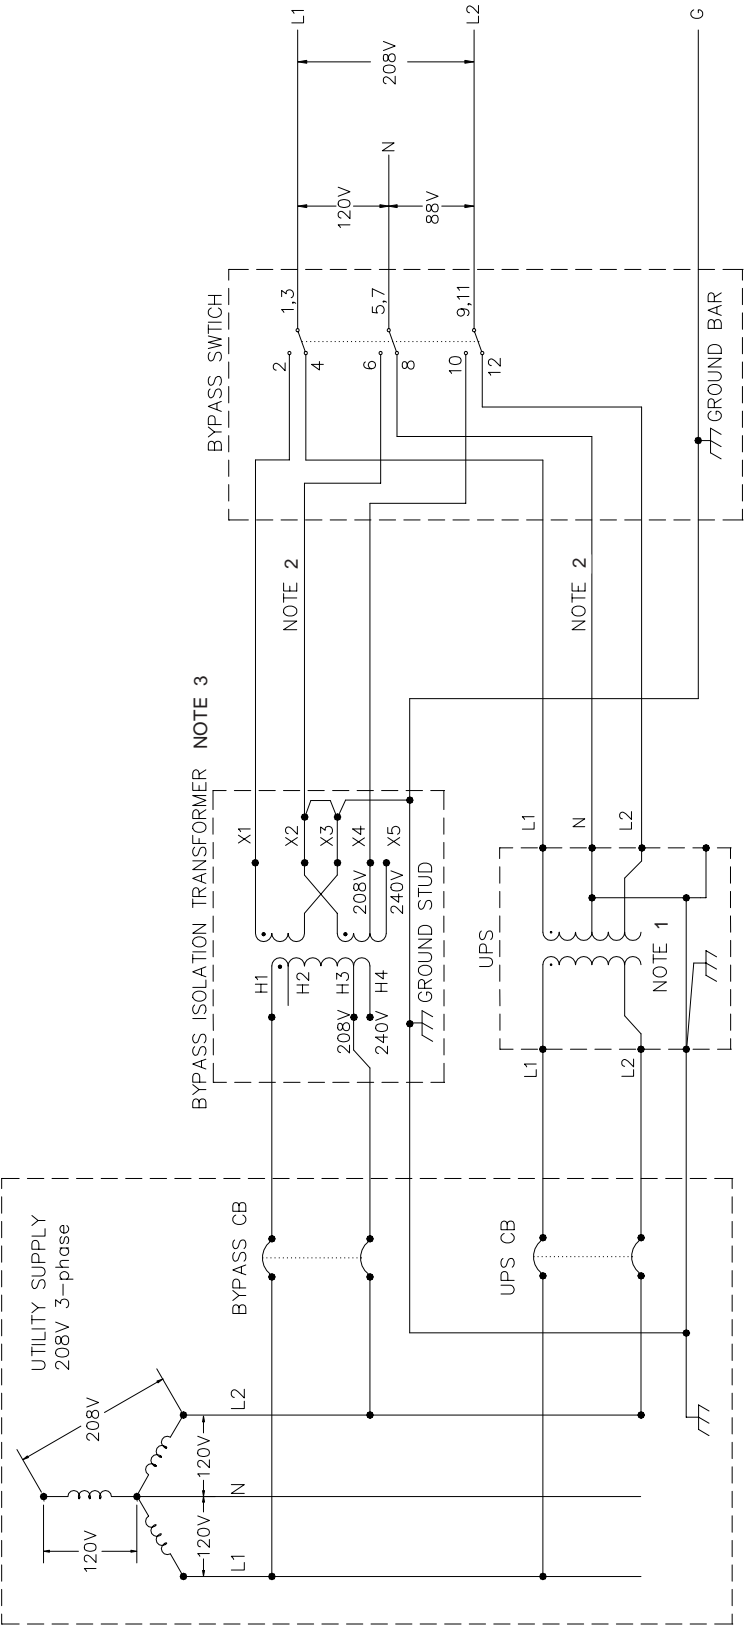 UTILITY SUPPLY
208V 3-phase
208V
120V
120V
120V
L1
N
L2
BYPASS CB
UPS CB
BYPASS ISOLATION TRANSFORMER NOTE 3
H1
H2
H3
H4
208V
240V
X1
X2
X3
X4
X5
208V
240V
GROUND STUD
UPS
L1
L2
NOTE 1
L1
N
L2
NOTE 2
NOTE 2
BYPASS SWTICH
2
4
6
8
10
12
1,3
5,7
9,11
GROUND BAR
120V
88V
N
208V
L1
L2
G